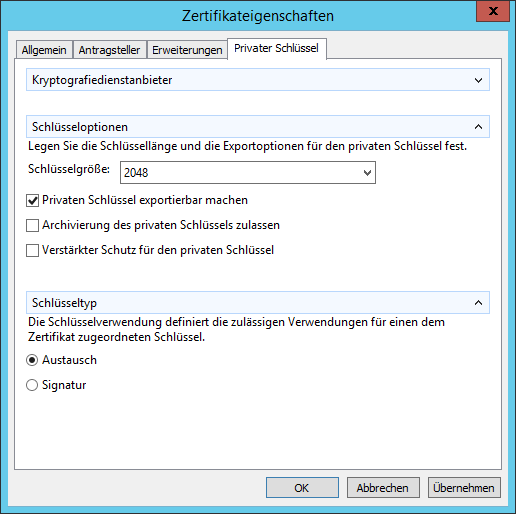 Zertifikateigenschaften
x
Allgemein Antragsteller Erweiterungen Privater Schlüssel
Kryptografiedienstanbieter
Schlüsseloptionen
Legen Sie die Schlüssellänge und die Exportoptionen für den privaten Schlüssel fest.
Schlüsselgröße: 2048
Privaten Schlüssel exportierbar machen
Archivierung des privaten Schlüssels zulassen
Verstärkter Schutz für den privaten Schlüssel
Schlüsseltyp
Die Schlüsselverwendung definiert die zulässigen Verwendungen für einen dem
Zertifikat zugeordneten Schlüssel.
Austausch
Signatur
OK Abbrechen Übernehmen